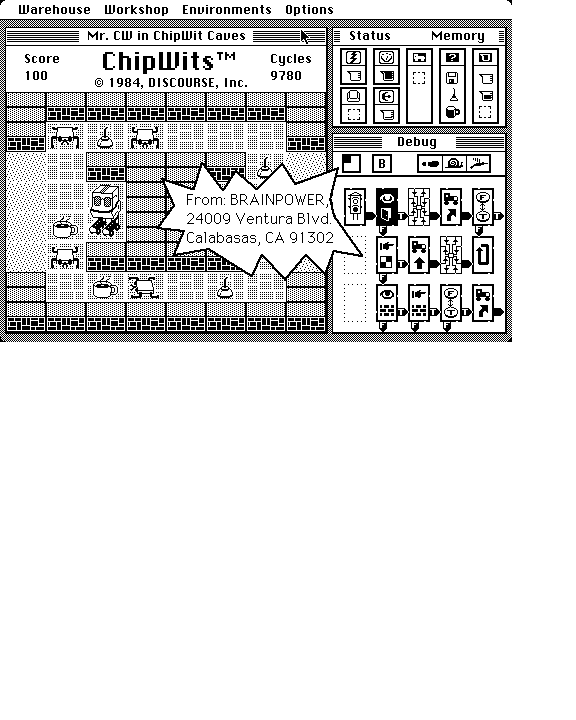 Warehouse Workshop Environments Options
Mr. CW in ChipWit Caves
Score
100
ChipWits™
© 1984, DISCOURSE, Inc.
Cycles
9780
From: BRAINPOWER,
24009 Ventura Blvd.
Calabasas, CA 91302
Status Memory
Debug
B
T
F
T
T
T
T
F
T
T